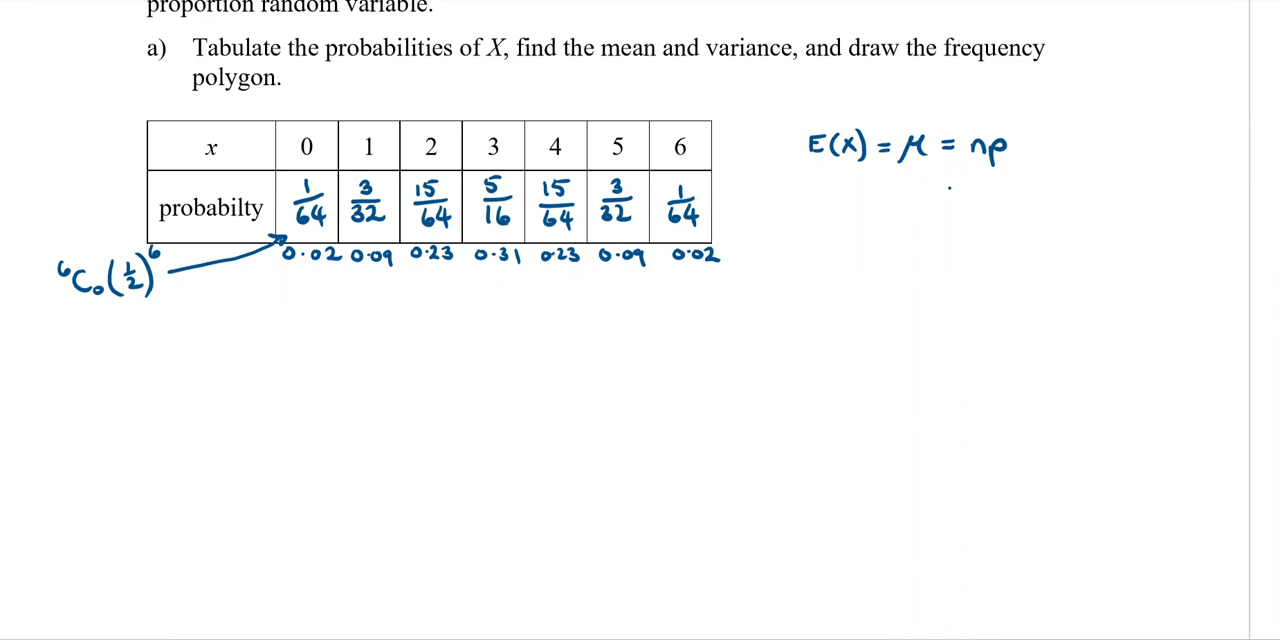 proportion random variable.
a) Tabulate the probabilities of X, find the mean and variance, and draw the frequency
polygon.
x 0 1 2 3 4 5 6
probabilty 1/64 3/32 15/64 5/16 15/64 3/32 1/64
0.02 0.09 0.23 0.31 0.23 0.09 0.02
⁶C₀(1/2)⁶
E(X) = μ = np